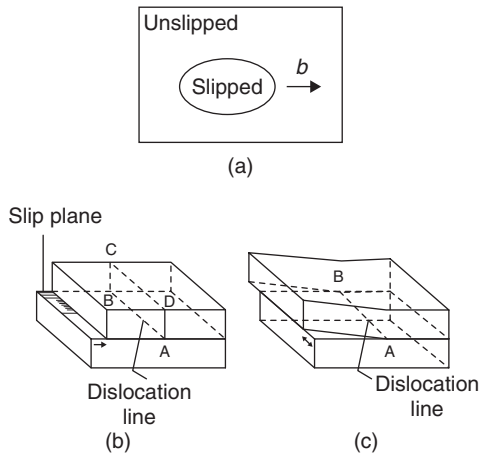 Unslipped
Slipped
b
(a)
Slip plane
C
B
D
A
Dislocation
line
(b)
B
A
Dislocation
line
(c)